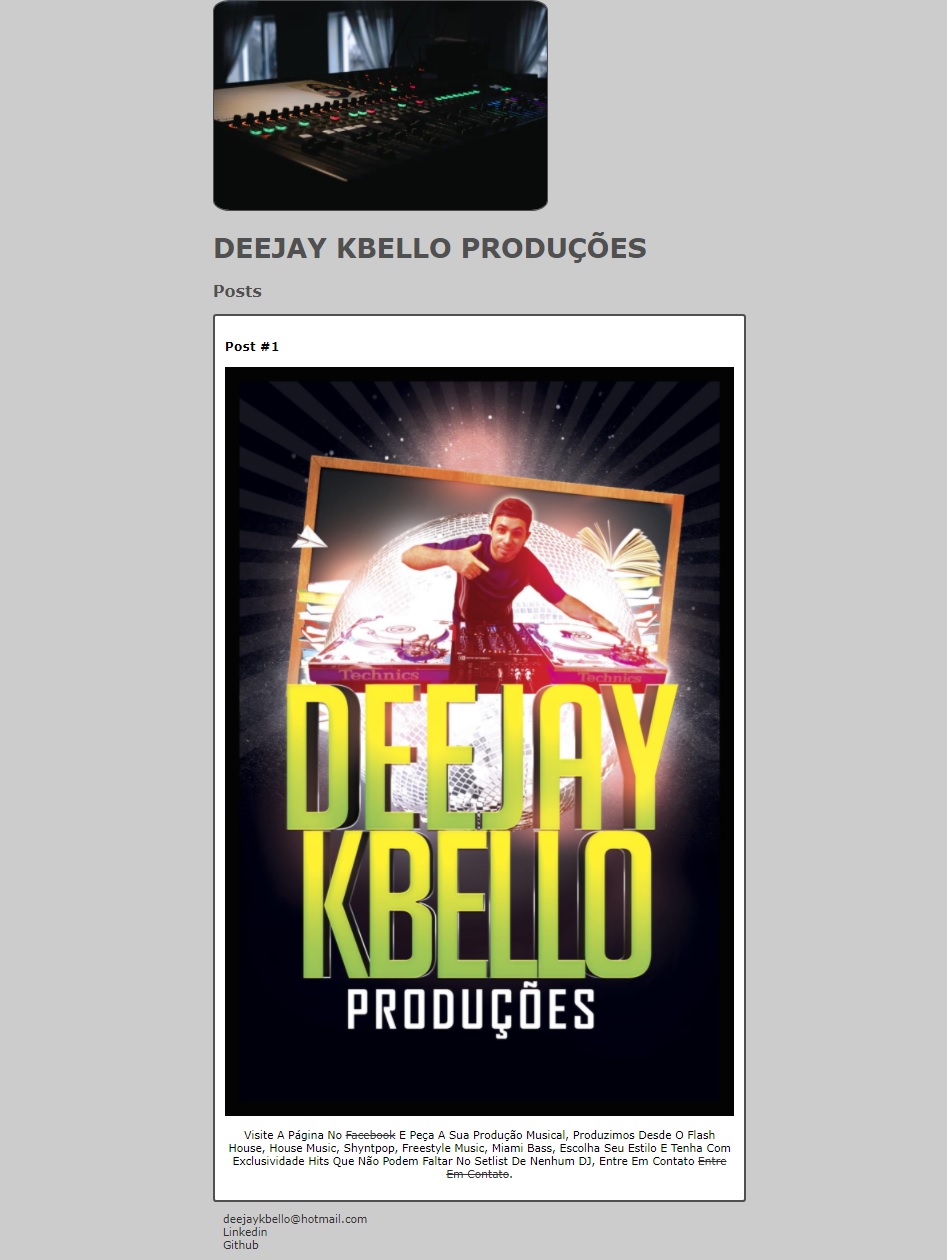 DEEJAY KBELLO PRODUÇÕES
Posts
Post #1
Technics
Technics
DEEJAY
KBELLO
PRODUÇÕES
Visite A Página No Facebook E Peça A Sua Produção Musical, Produzimos Desde O Flash
House, House Music, Shyntpop, Freestyle Music, Miami Bass, Escolha Seu Estilo E Tenha Com
Exclusividade Hits Que Não Podem Faltar No Setlist De Nenhum DJ, Entre Em Contato Entre
Em Contato.
deejaykbello@hotmail.com
Linkedin
Github